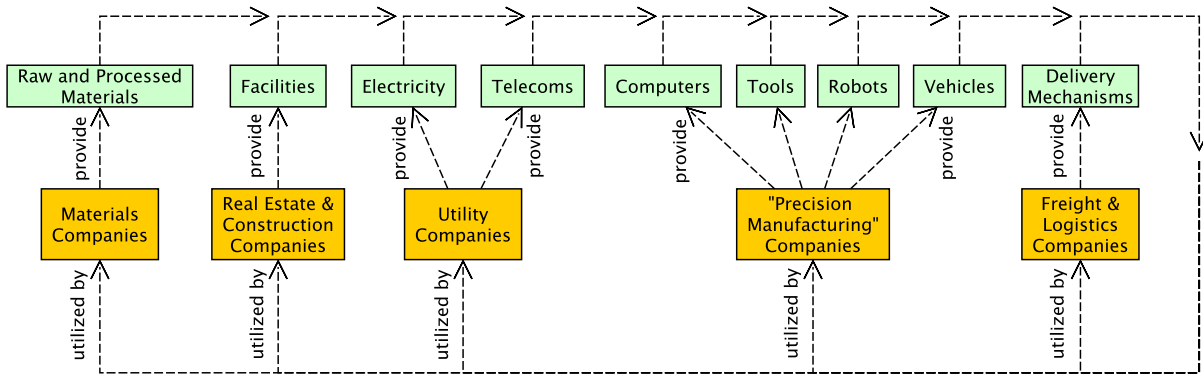 Raw and Processed
Materials
Facilities
Electricity
Telecoms
Computers
Tools
Robots
Vehicles
Delivery
Mechanisms
provide
provide
provide
provide
provide
provide
provide
Materials
Companies
Real Estate &
Construction
Companies
Utility
Companies
"Precision
Manufacturing"
Companies
Freight &
Logistics
Companies
utilized by
utilized by
utilized by
utilized by
utilized by